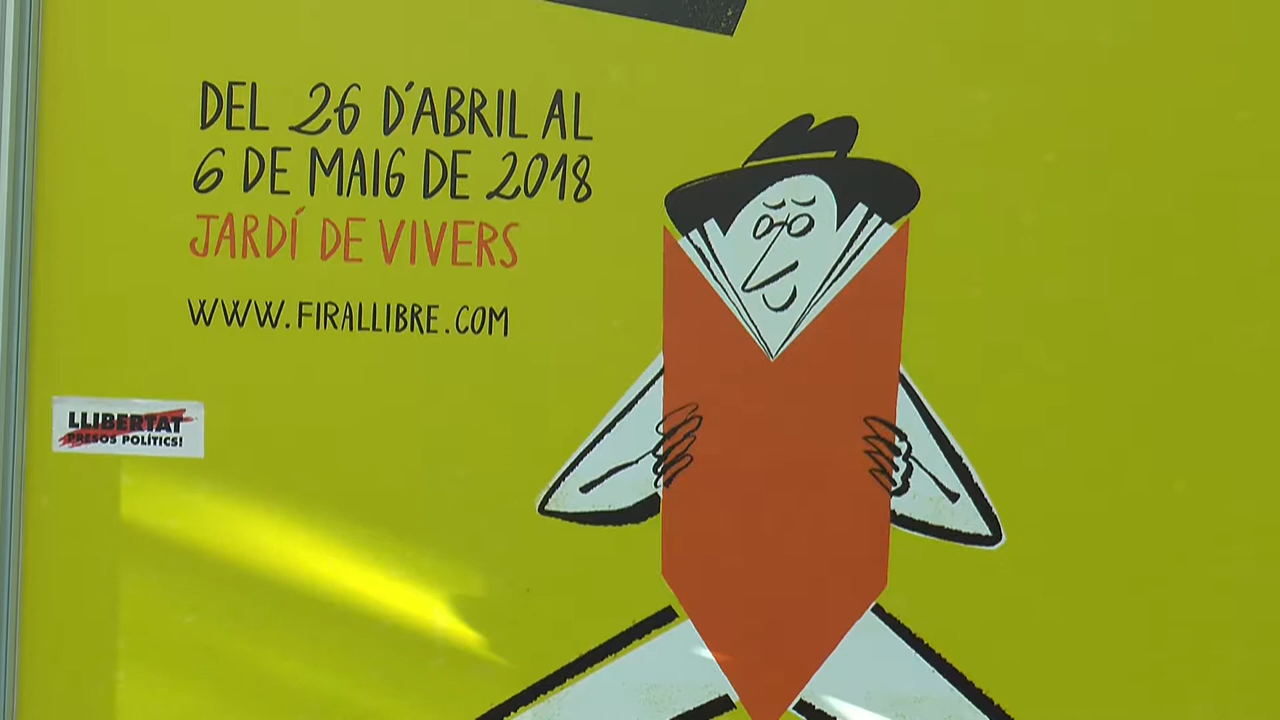 DEL 26 D'ABRIL AL
6 DE MAIG DE 2018
JARDÍ DE VIVERS
WWW.FIRALLIBRE.COM
LLIBERTAT
PRESOS POLÍTICS!